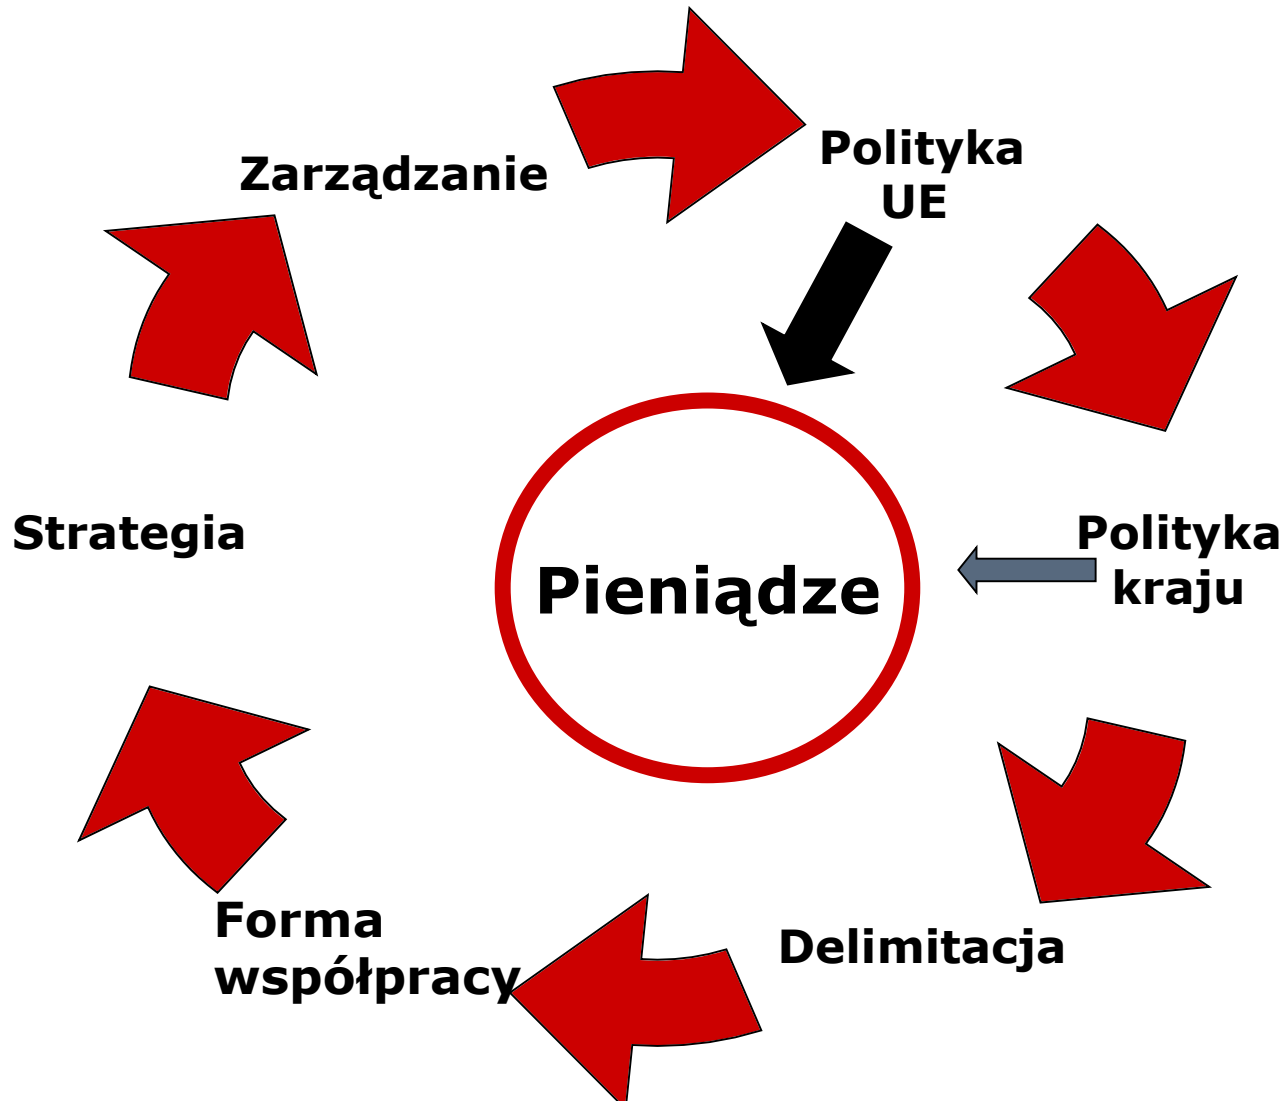 Zarządzanie
Polityka
UE
Strategia
Pieniądze
Polityka
kraju
Forma
współpracy
Delimitacja